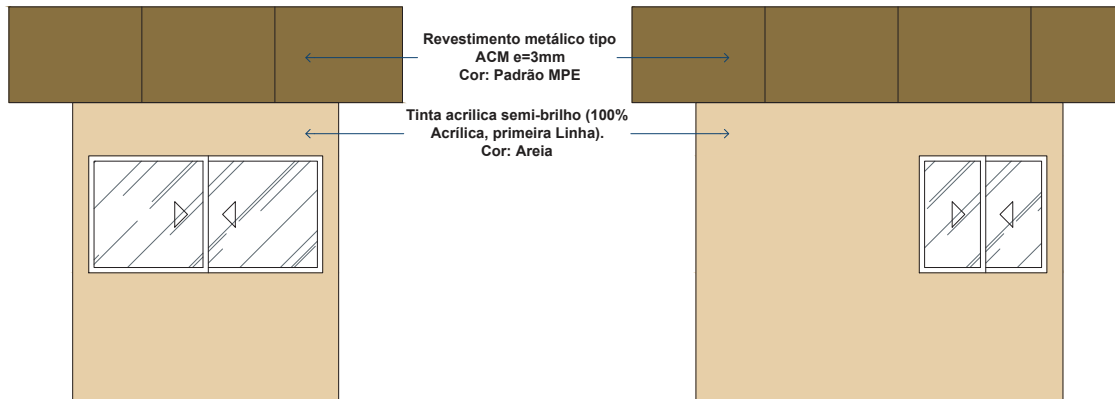 Revestimento metálico tipo
ACM e=3mm
Cor: Padrão MPE
Tinta acrilica semi-brilho (100%
Acrílica, primeira Linha).
Cor: Areia